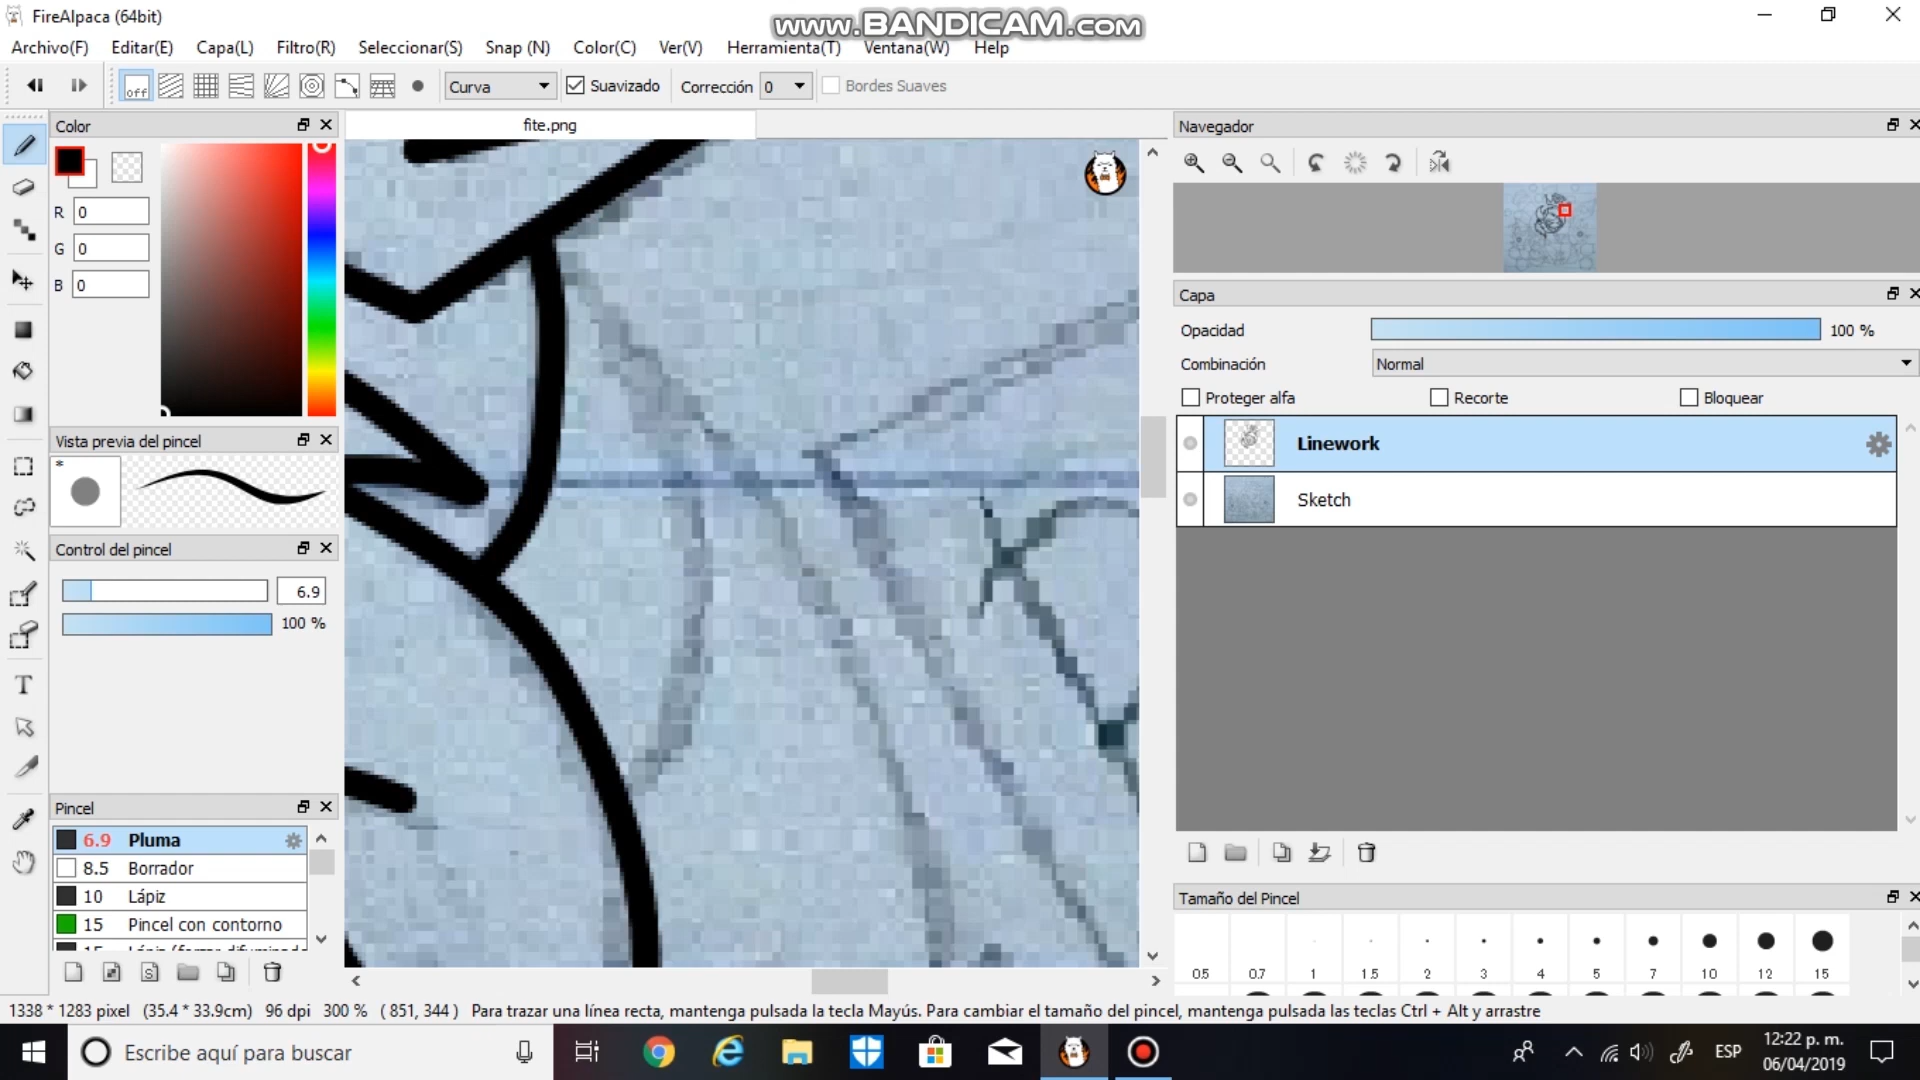 FireAlpaca (64bit)
www.BANDICAM.com
Archivo(F) Editar(E) Capa(L) Filtro(R) Seleccionar(S) Snap (N) Color(C) Ver(V) Herramienta(T) Ventana(W) Help
off Curva Suavizado Corrección 0 Bordes Suaves
Color
fite.png
Navegador
R 0
G 0
B 0
Capa
Opacidad 100 %
Combinación Normal
Proteger alfa Recorte Bloquear
Vista previa del pincel
*
Linework
Sketch
Control del pincel
6.9
100 %
Pincel
6.9 Pluma
8.5 Borrador
10 Lápiz
15 Pincel con contorno
Tamaño del Pincel
0.5 0.7 1 1.5 2 3 4 5 7 10 12 15
S
T
1338 * 1283 pixel (35.4 * 33.9cm) 96 dpi 300 % ( 851, 344 ) Para trazar una línea recta, mantenga pulsada la tecla Mayús. Para cambiar el tamaño del pincel, mantenga pulsada las teclas Ctrl + Alt y arrastre
Escribe aquí para buscar
ESP
12:22 p. m.
06/04/2019